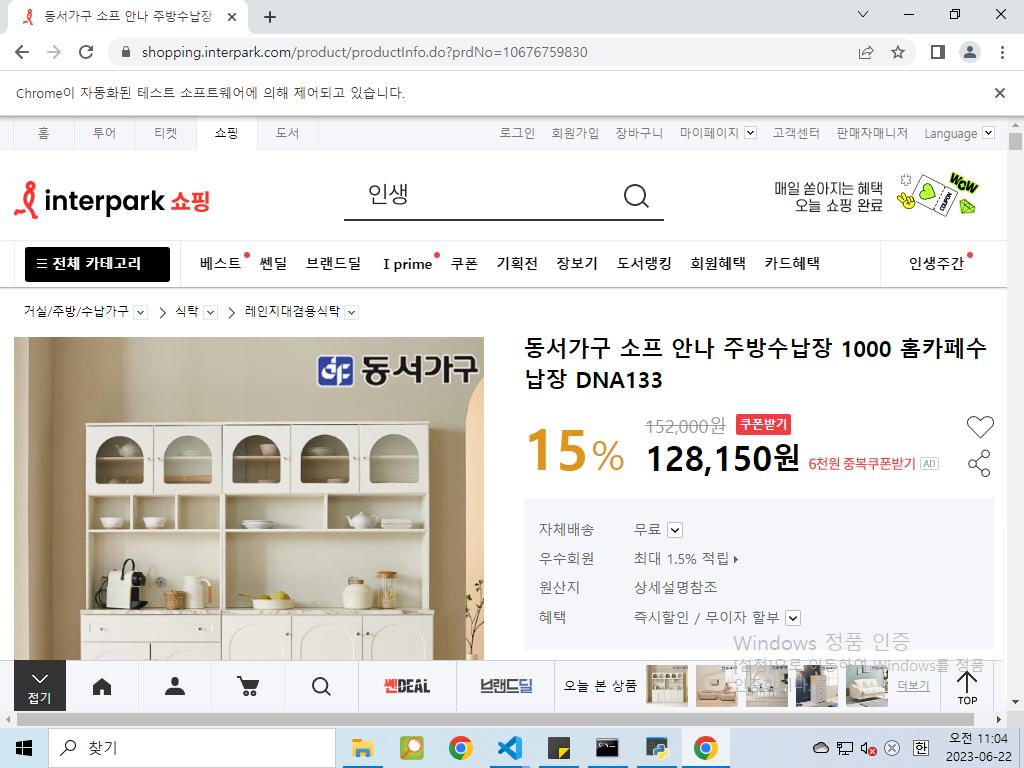 동서가구 소프 안나 주방수납장
shopping.interpark.com/product/productInfo.do?prdNo=10676759830
Chrome이 자동화된 테스트 소프트웨어에 의해 제어되고 있습니다.
홈 투어 티켓 쇼핑 도서 로그인 회원가입 장바구니 마이페이지 고객센터 판매자매니저 Language
interpark 쇼핑
인생
매일 쏟아지는 혜택
오늘 쇼핑 완료
WOW
COUPON
전체 카테고리 베스트 쎈딜 브랜드딜 I prime 쿠폰 기획전 장보기 도서랭킹 회원혜택 카드혜택 인생주간
거실/주방/수납가구 식탁 레인지대겸용식탁
동서가구
동서가구 소프 안나 주방수납장 1000 홈카페수
납장 DNA133
15%
152,000원 쿠폰받기
128,150원 6천원 중복쿠폰받기 AD
자체배송 무료
우수회원 최대 1.5% 적립
원산지 상세설명참조
혜택 즉시할인 / 무이자 할부
Windows 정품 인증
[설정]으로 이동하여 Windows를 정품
접기
쎈DEAL
브랜드딜
오늘 본 상품
더보기
TOP
찾기
한
오전 11:04
2023-06-22